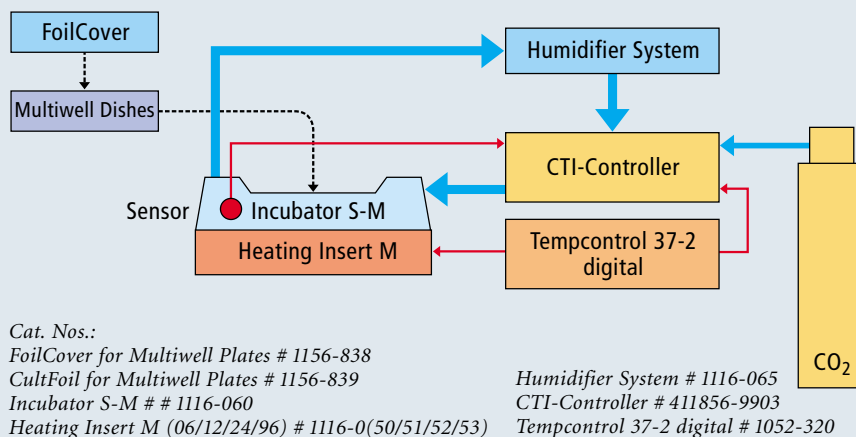 FoilCover
Humidifier System
Multiwell Dishes
CTI-Controller
Sensor
Incubator S-M
Heating Insert M
Tempcontrol 37-2
digital
CO₂
Cat. Nos.:
FoilCover for Multiwell Plates # 1156-838
CultFoil for Multiwell Plates # 1156-839
Incubator S-M # # 1116-060
Heating Insert M (06/12/24/96) # 1116-0(50/51/52/53)
Humidifier System # 1116-065
CTI-Controller # 411856-9903
Tempcontrol 37-2 digital # 1052-320